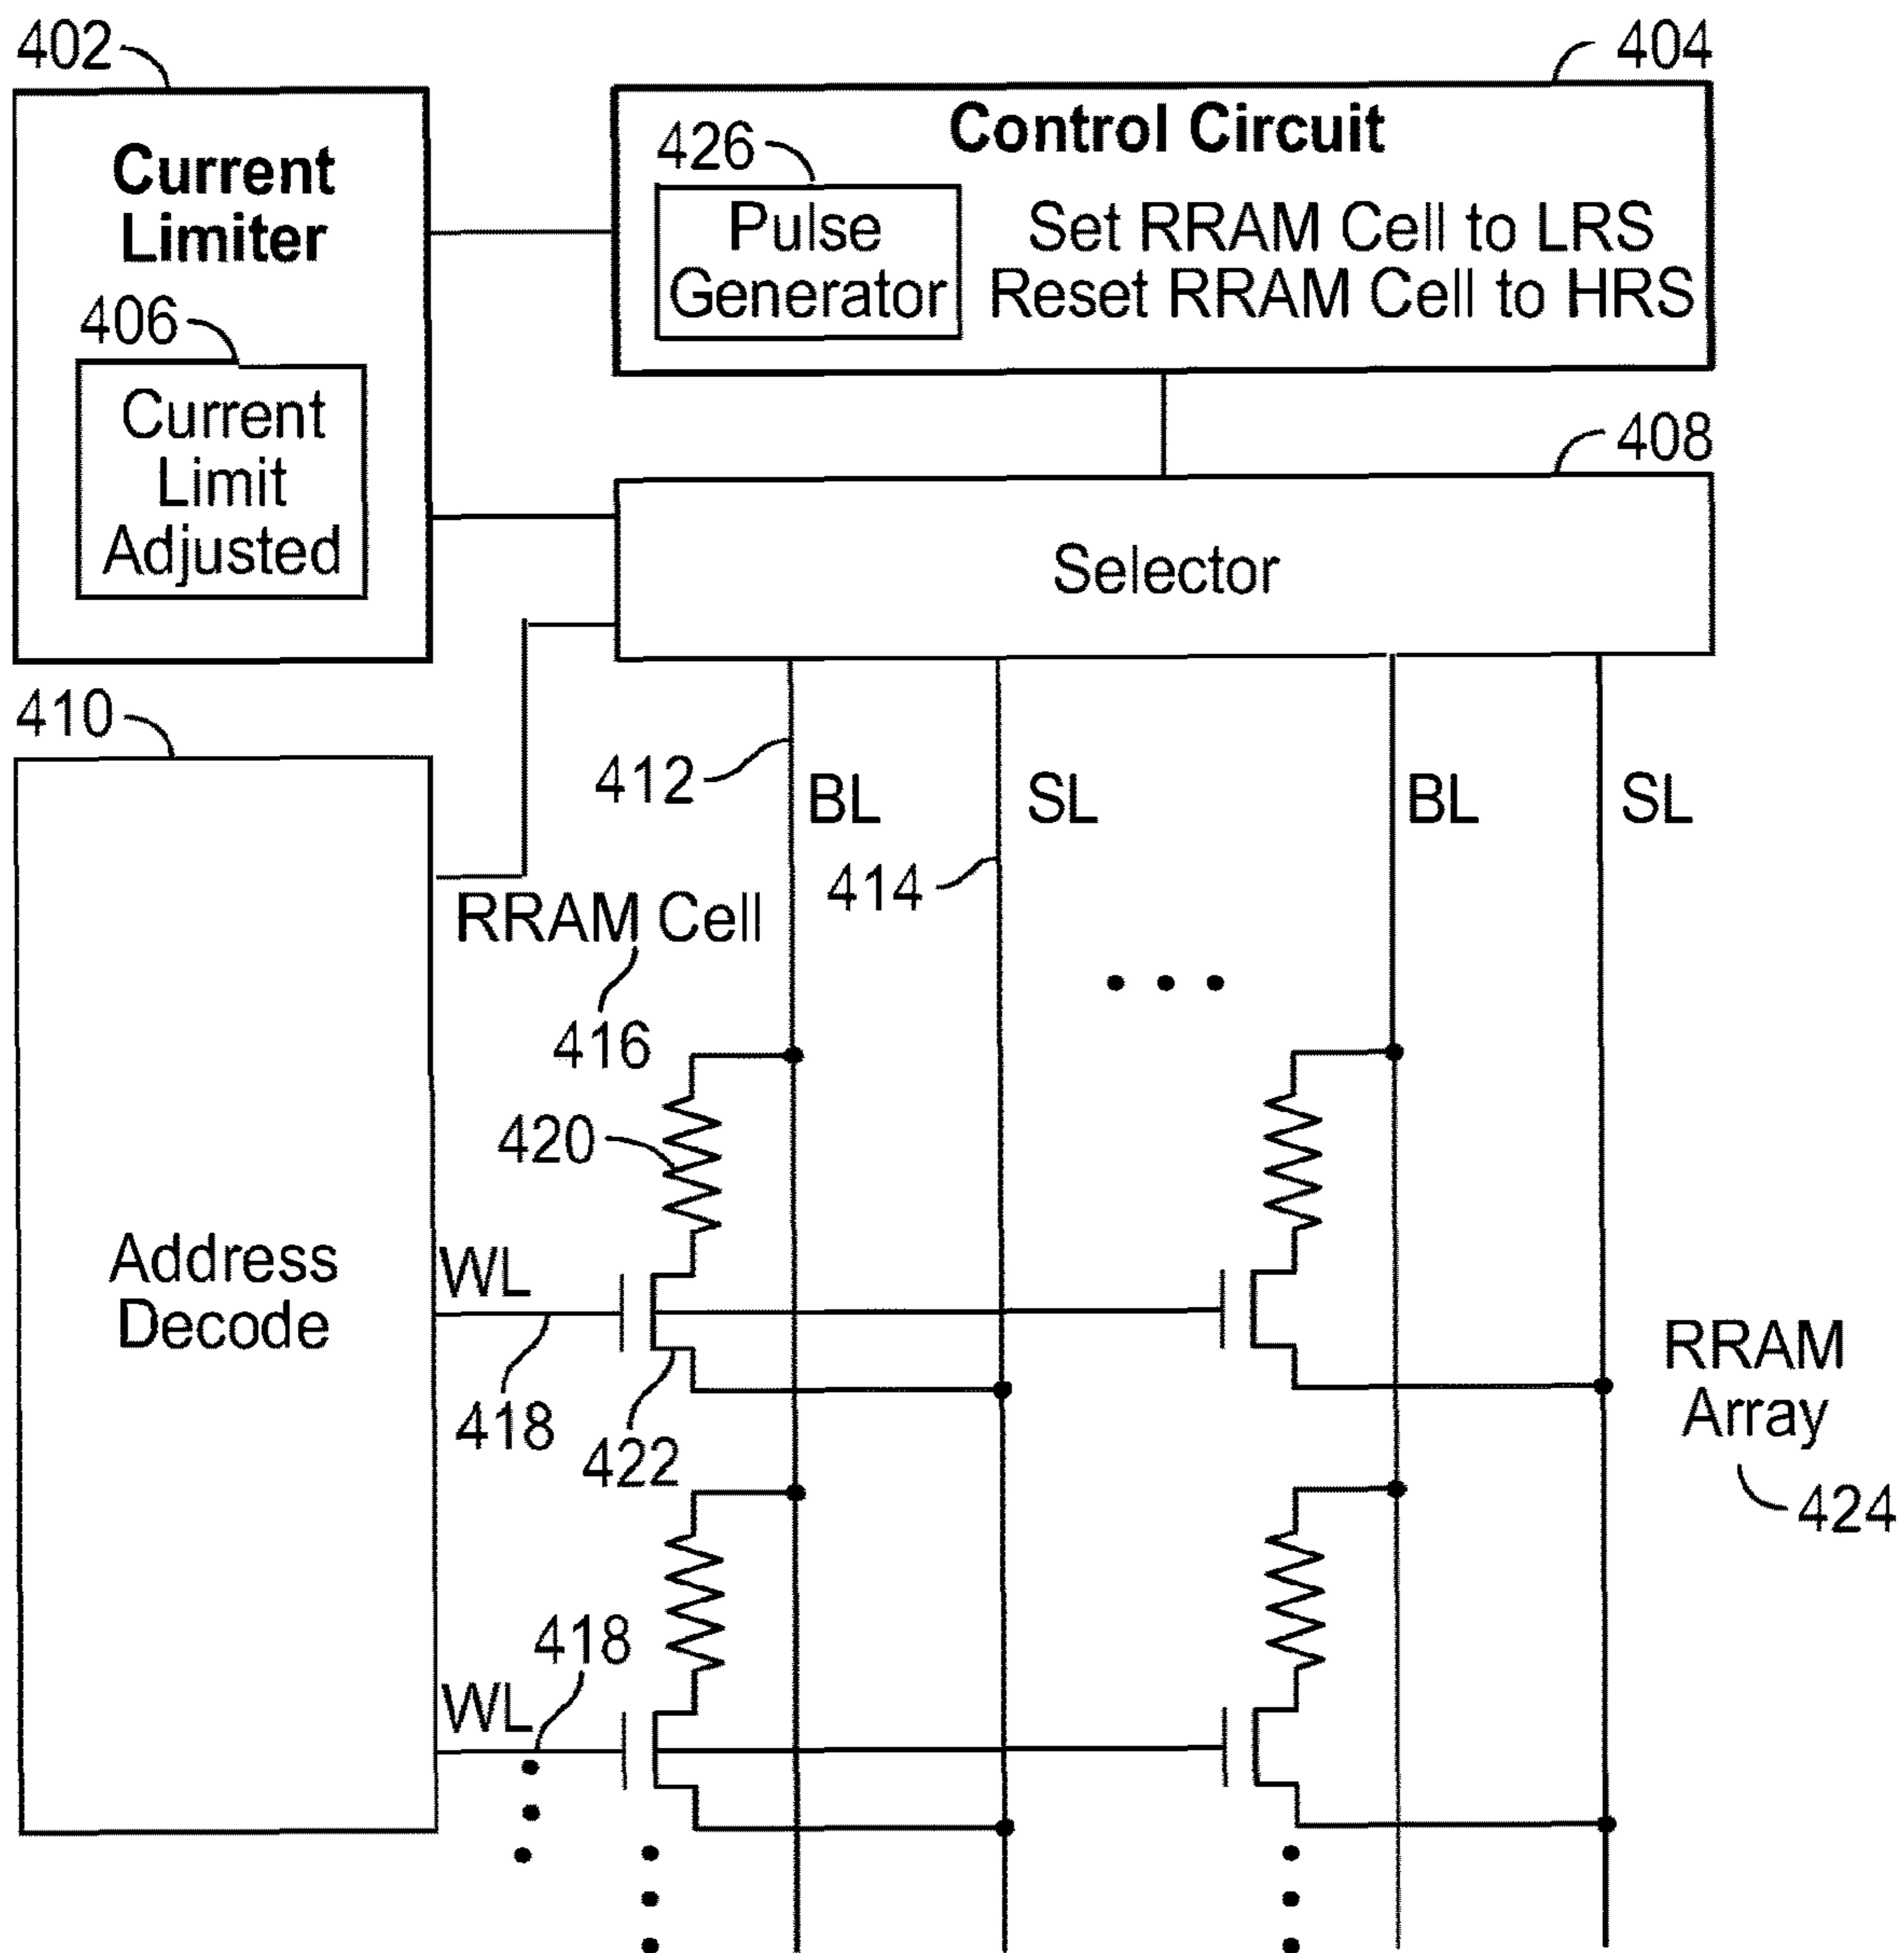 402
404
Current
Limiter
406
Current
Limit
Adjusted
Control Circuit
426
Pulse
Generator
Set RRAM Cell to LRS
Reset RRAM Cell to HRS
408
Selector
410
Address
Decode
412
BL
SL
BL
SL
414
RRAM Cell
416
420
WL
418
422
RRAM
Array
424
418
WL